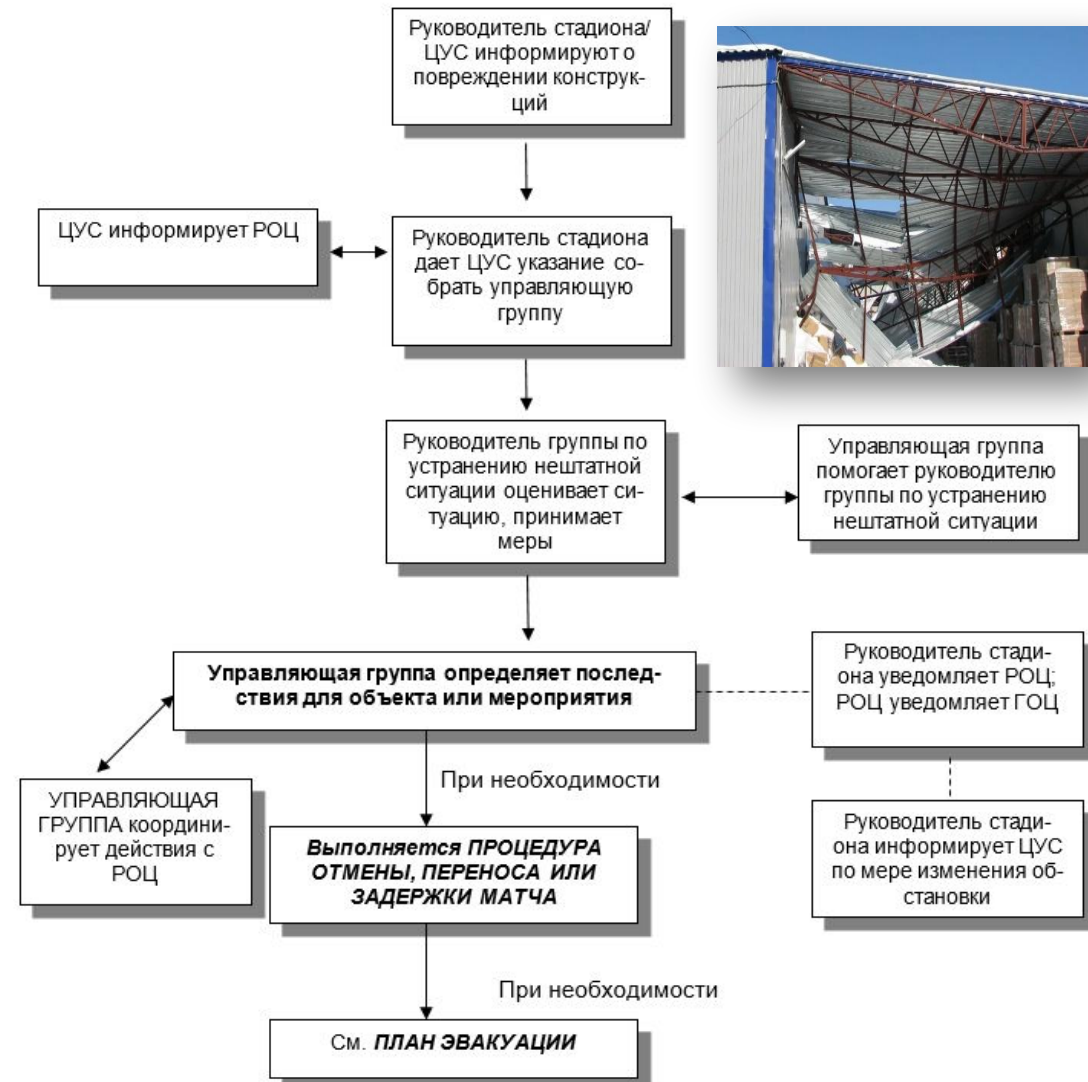 Руководитель стадиона/
ЦУС информируют о
повреждении конструк-
ций
ЦУС информирует РОЦ
Руководитель стадиона
дает ЦУС указание со-
брать управляющую
группу
Руководитель группы по
устранению нештатной
ситуации оценивает си-
туацию, принимает
меры
Управляющая группа
помогает руководителю
группы по устранению
нештатной ситуации
Управляющая группа определяет послед-
ствия для объекта или мероприятия
Руководитель стади-
она уведомляет РОЦ;
РОЦ уведомляет ГОЦ
При необходимости
УПРАВЛЯЮЩАЯ
ГРУППА координи-
рует действия с
РОЦ
Выполняется ПРОЦЕДУРА
ОТМЕНЫ, ПЕРЕНОСА ИЛИ
ЗАДЕРЖКИ МАТЧА
Руководитель стади-
она информирует ЦУС
по мере изменения об-
становки
При необходимости
См. ПЛАН ЭВАКУАЦИИ